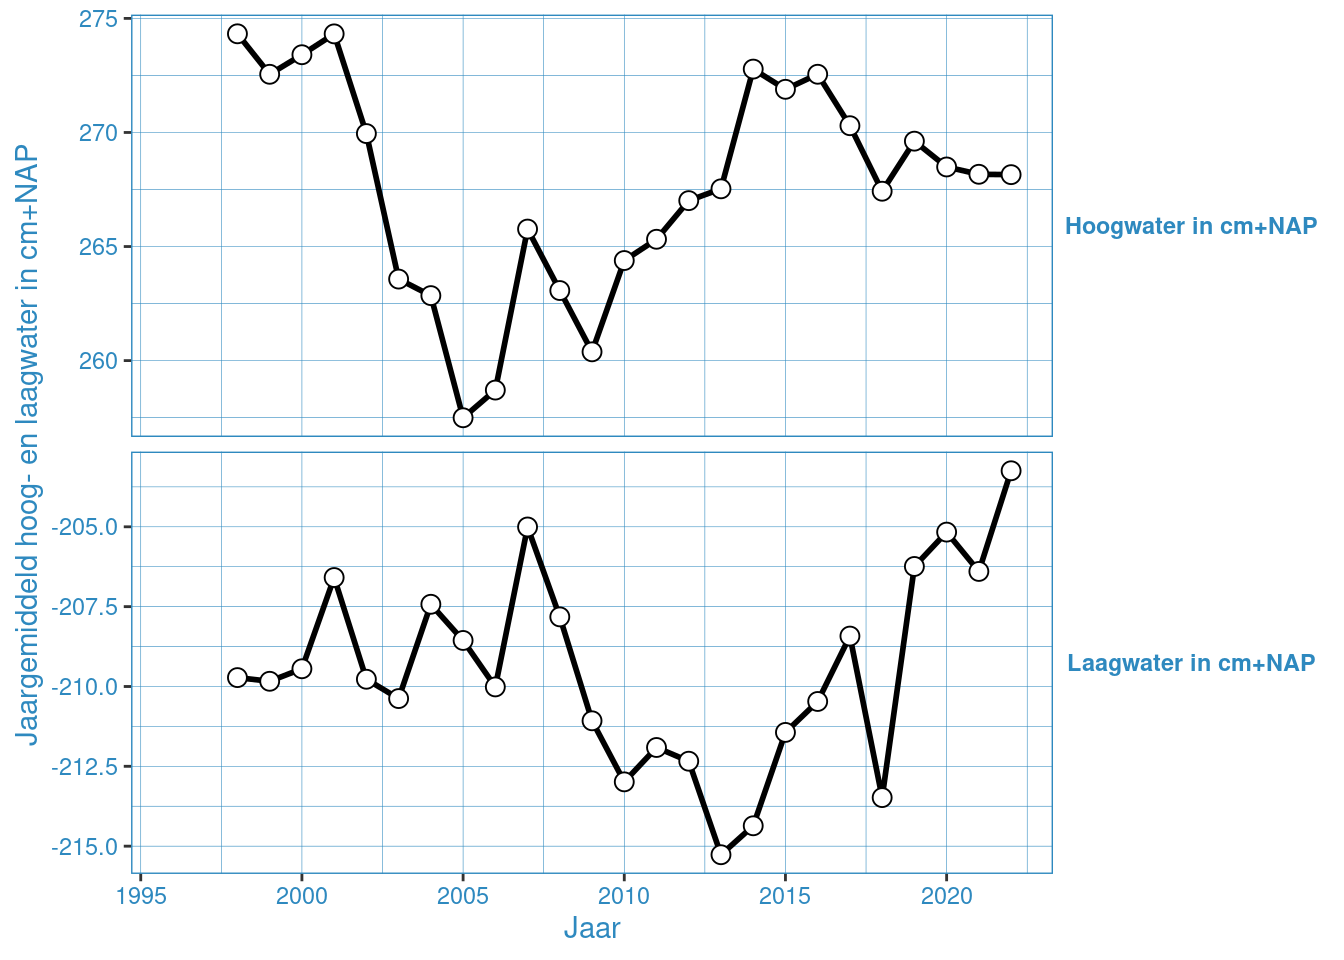 Jaargemiddeld hoog- en laagwater in cm+NAP
275
270
265
260
Hoogwater in cm+NAP
-205.0
-207.5
-210.0
-212.5
-215.0
Laagwater in cm+NAP
1995 2000 2005 2010 2015 2020
Jaar